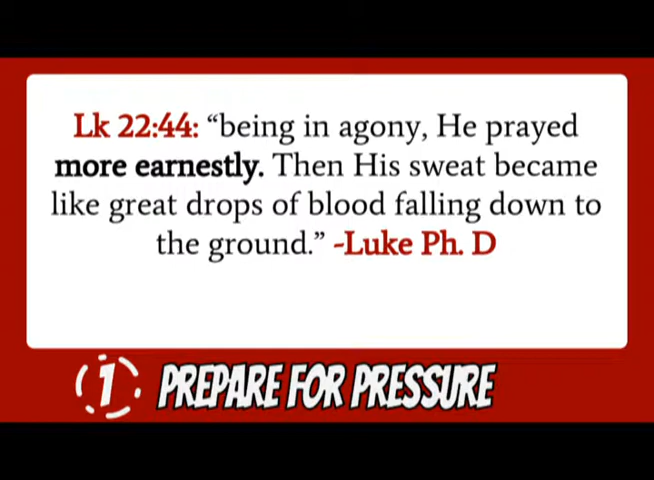 Lk 22:44: “being in agony, He prayed
more earnestly. Then His sweat became
like great drops of blood falling down to
the ground.” -Luke Ph. D
1 PREPARE FOR PRESSURE